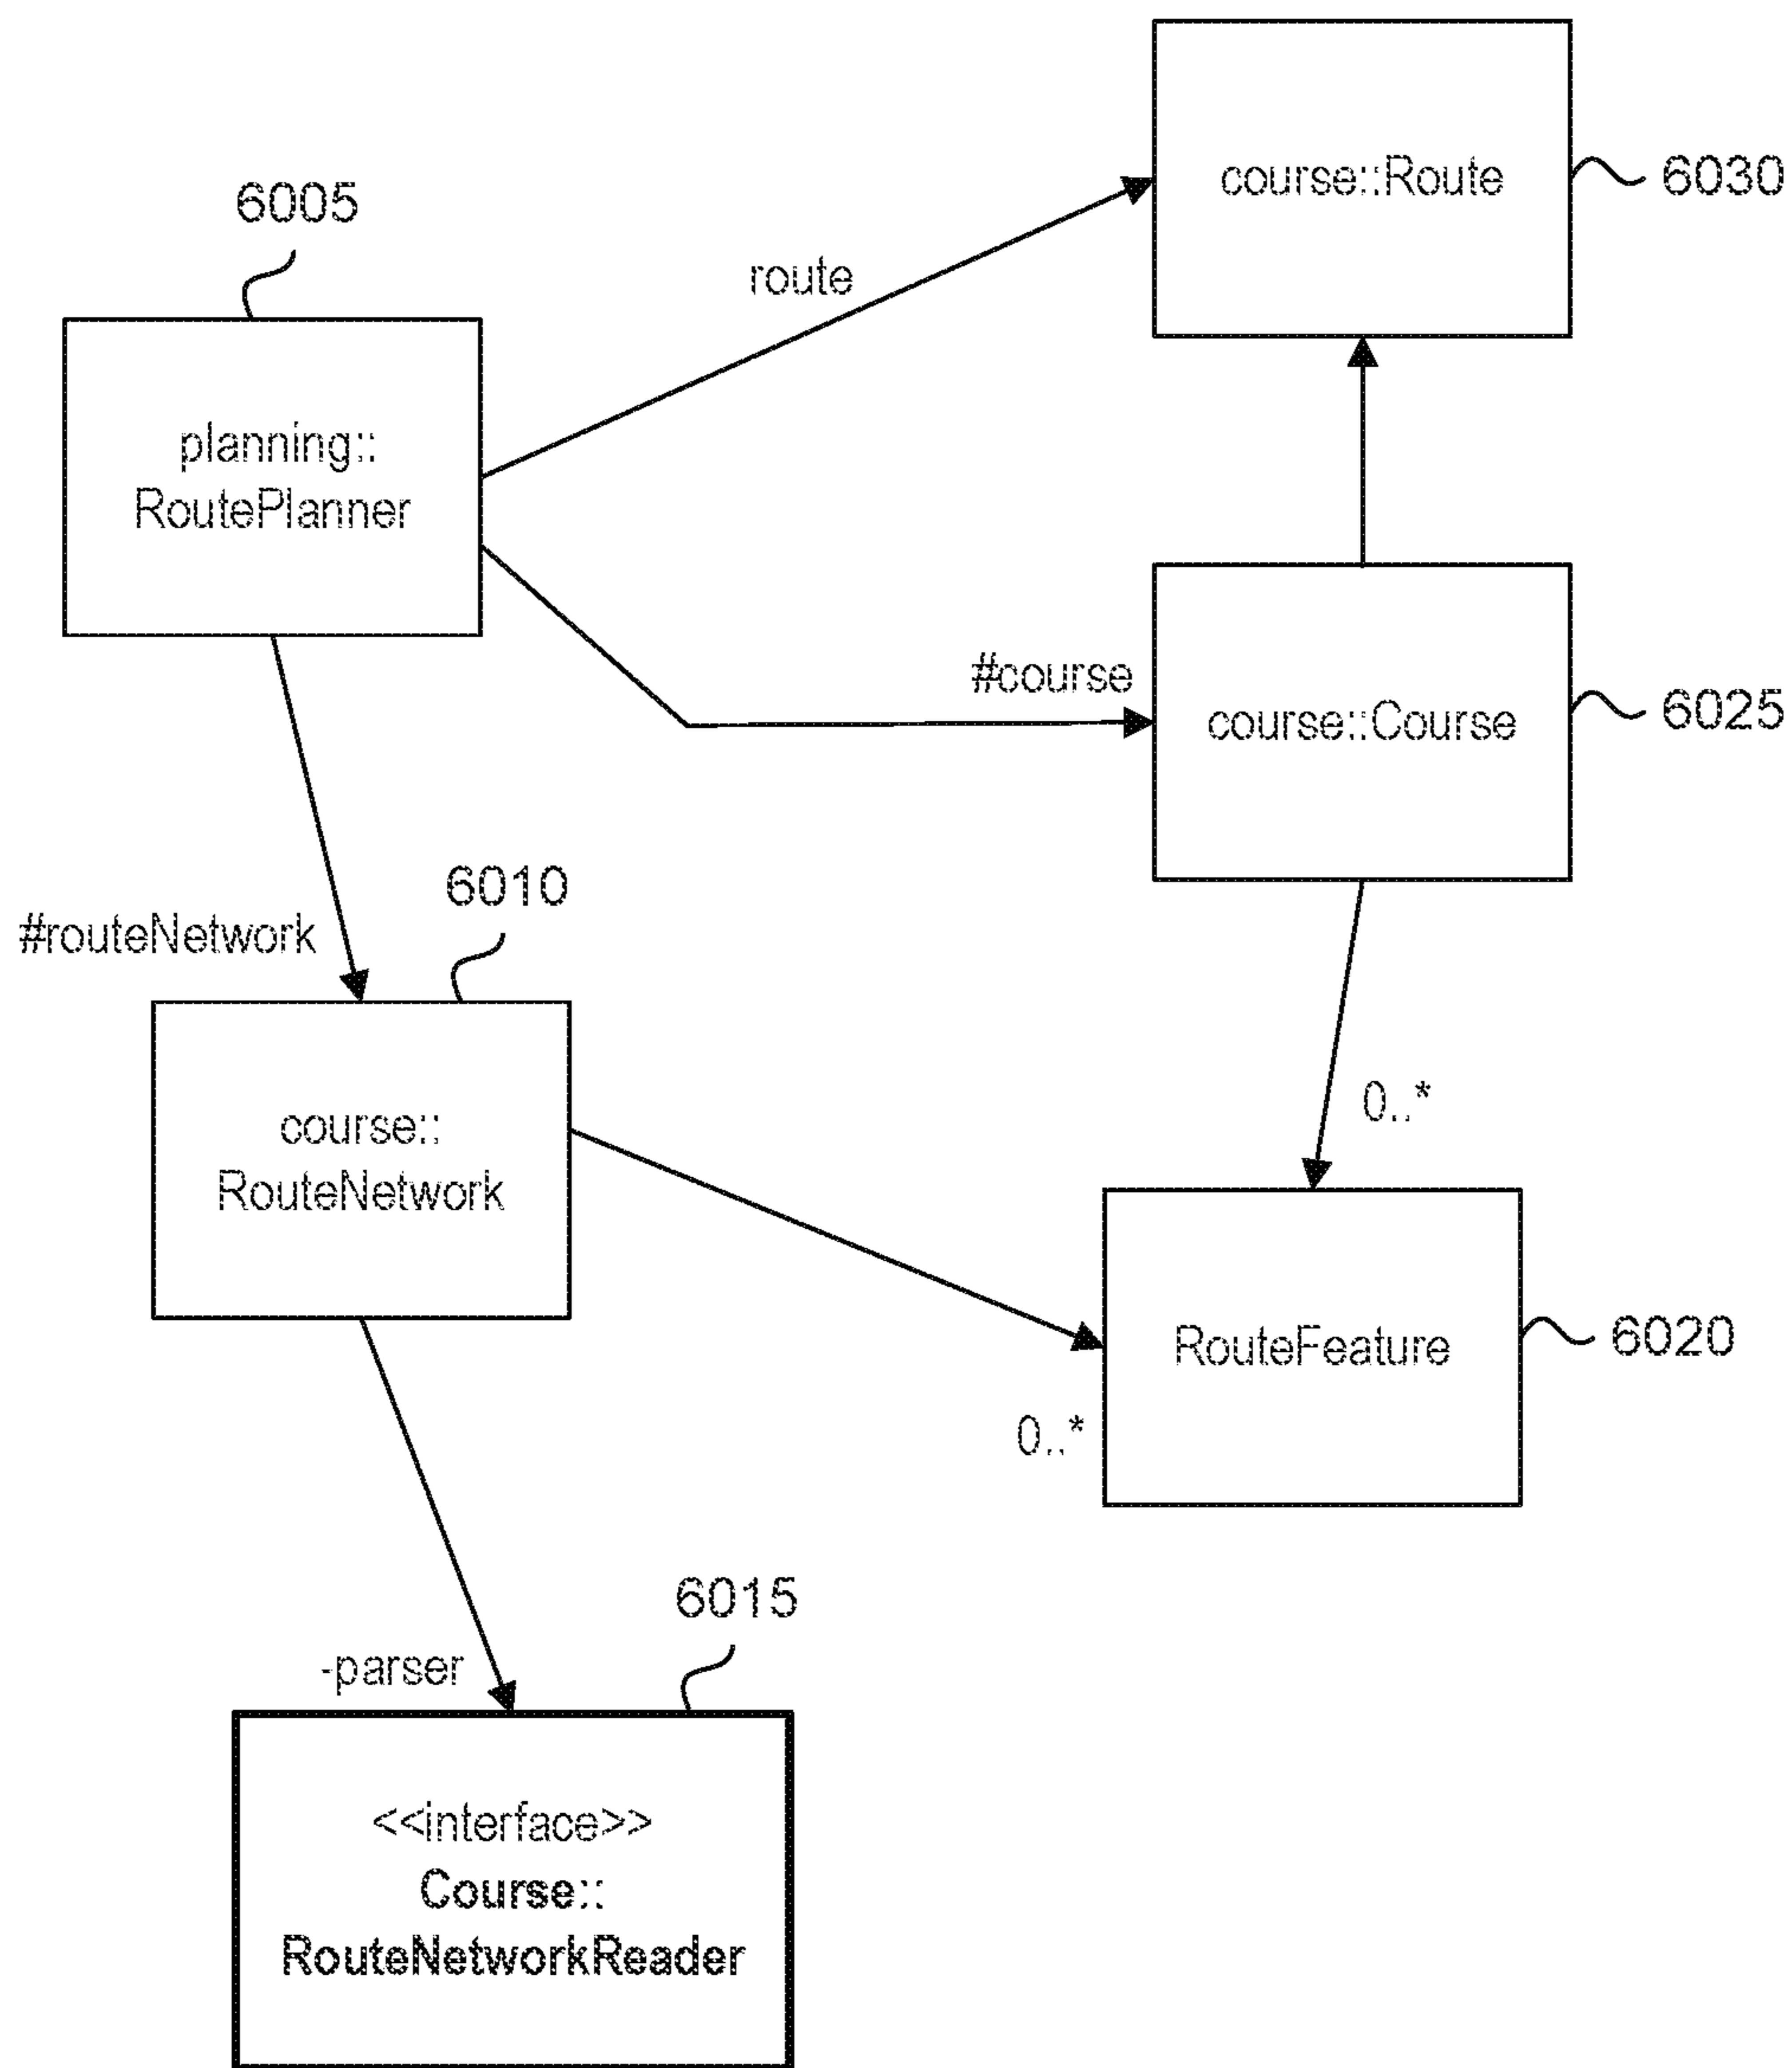 course::Route
6030
6005
route
planning::
RoutePlanner
#course
course::Course
6025
6010
#routeNetwork
course::
RouteNetwork
0..*
RouteFeature
6020
0..*
6015
-parser
<<interface>>
Course::
RouteNetworkReader